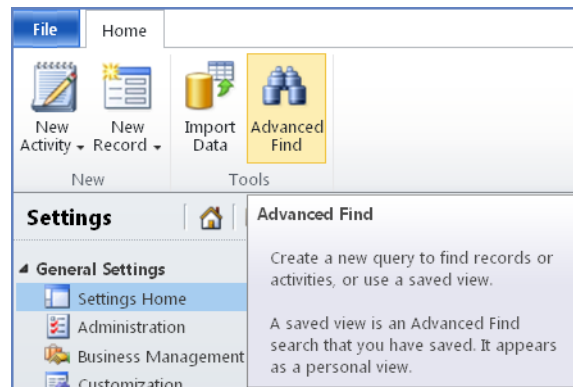 File Home
New Activity New Record Import Data Advanced Find
New Tools
Settings
General Settings
Settings Home
Administration
Business Management
Customization
Advanced Find
Create a new query to find records or
activities, or use a saved view.
A saved view is an Advanced Find
search that you have saved. It appears
as a personal view.